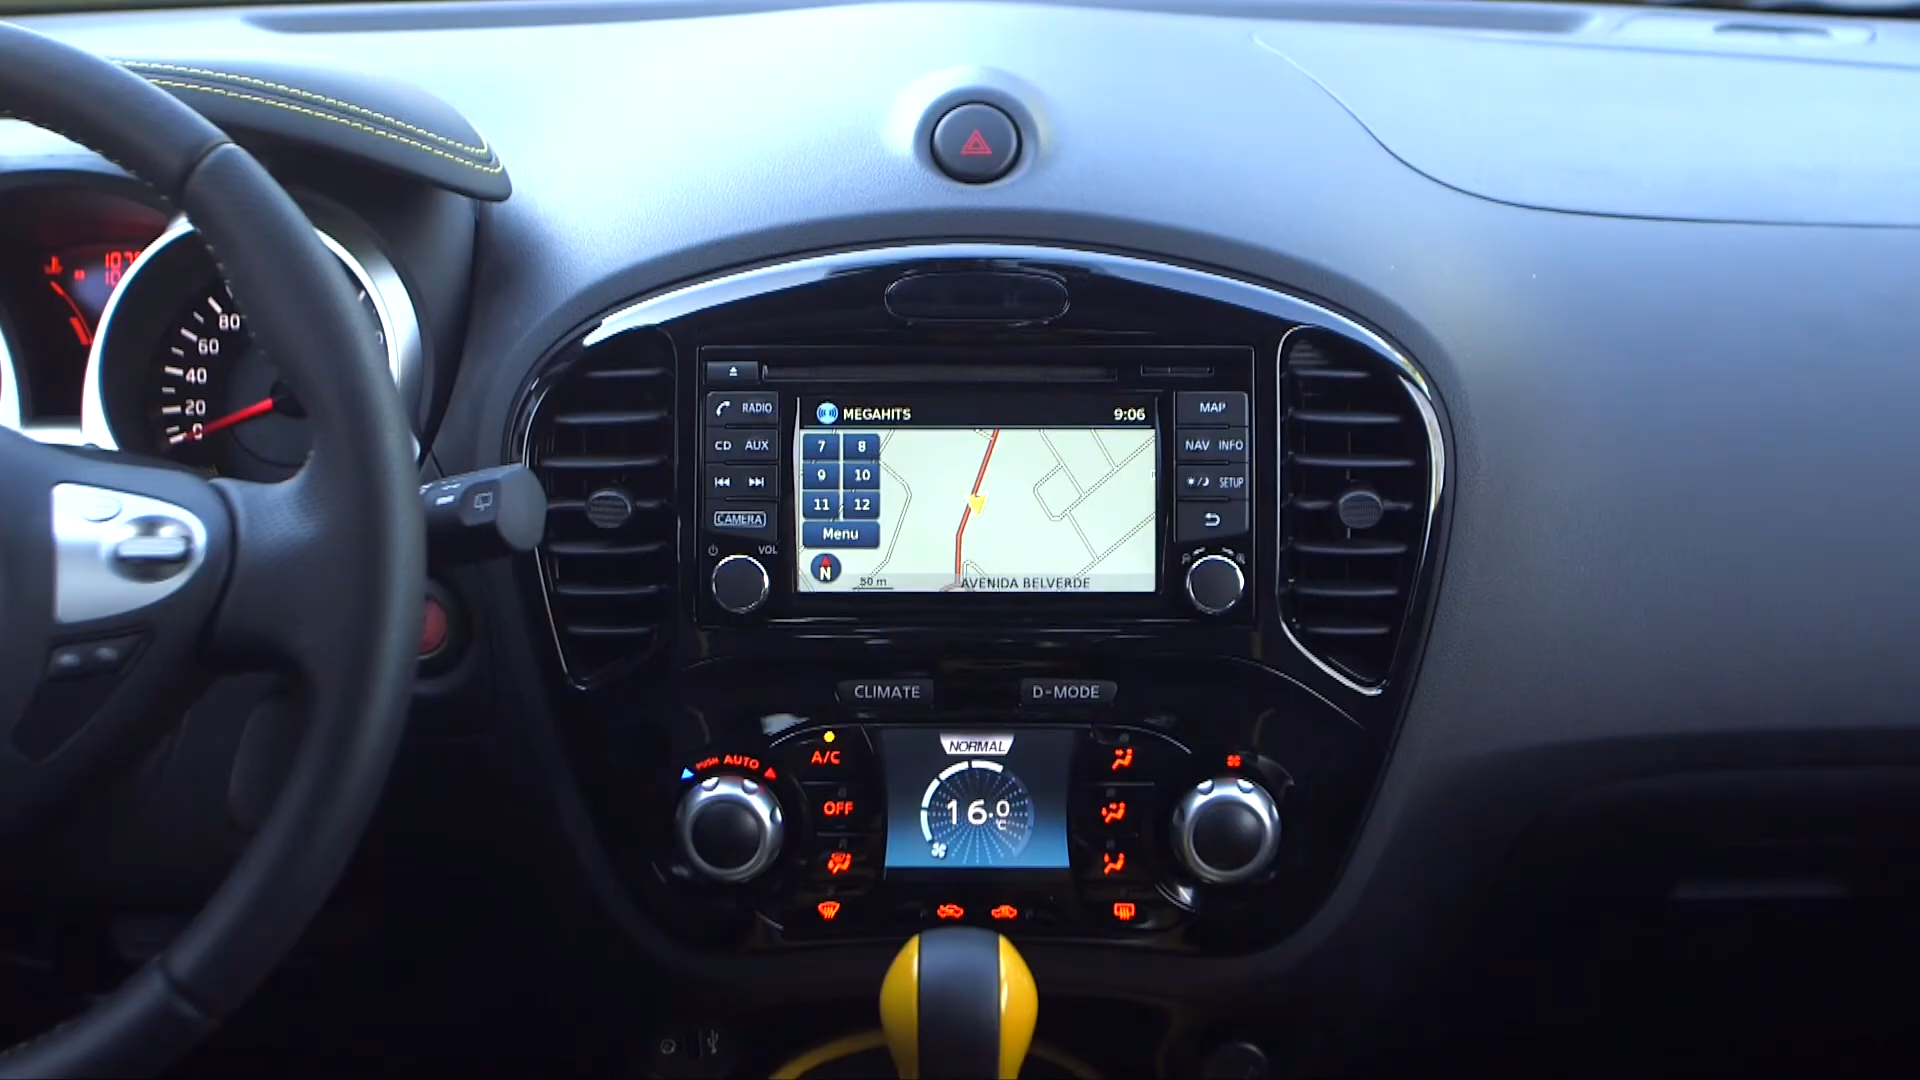 80
60
40
20
0
RADIO
CD AUX
CAMERA
VOL
MEGAHITS 9:06
7 8
9 10
11 12
Menu
N
50 m
AVENIDA BELVERDE
MAP
NAV INFO
SETUP
CLIMATE
D-MODE
PUSH AUTO
A/C
OFF
NORMAL
16.0
°C